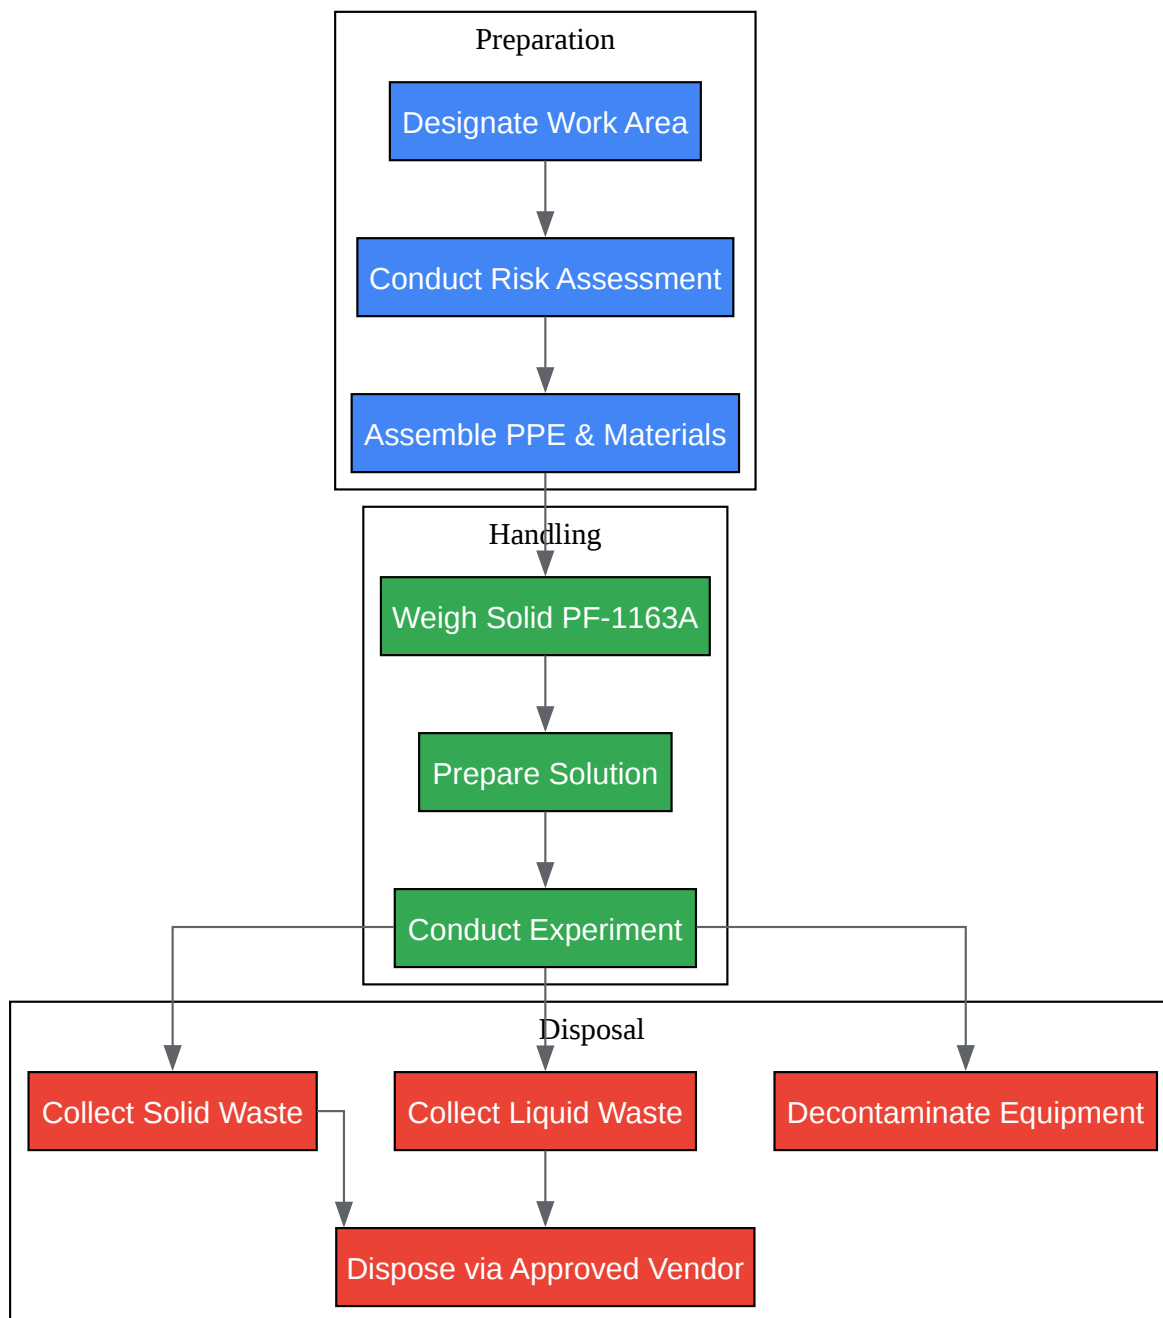 Preparation
Designate Work Area
Conduct Risk Assessment
Assemble PPE & Materials
Handling
Weigh Solid PF-1163A
Prepare Solution
Conduct Experiment
Disposal
Collect Solid Waste
Collect Liquid Waste
Decontaminate Equipment
Dispose via Approved Vendor